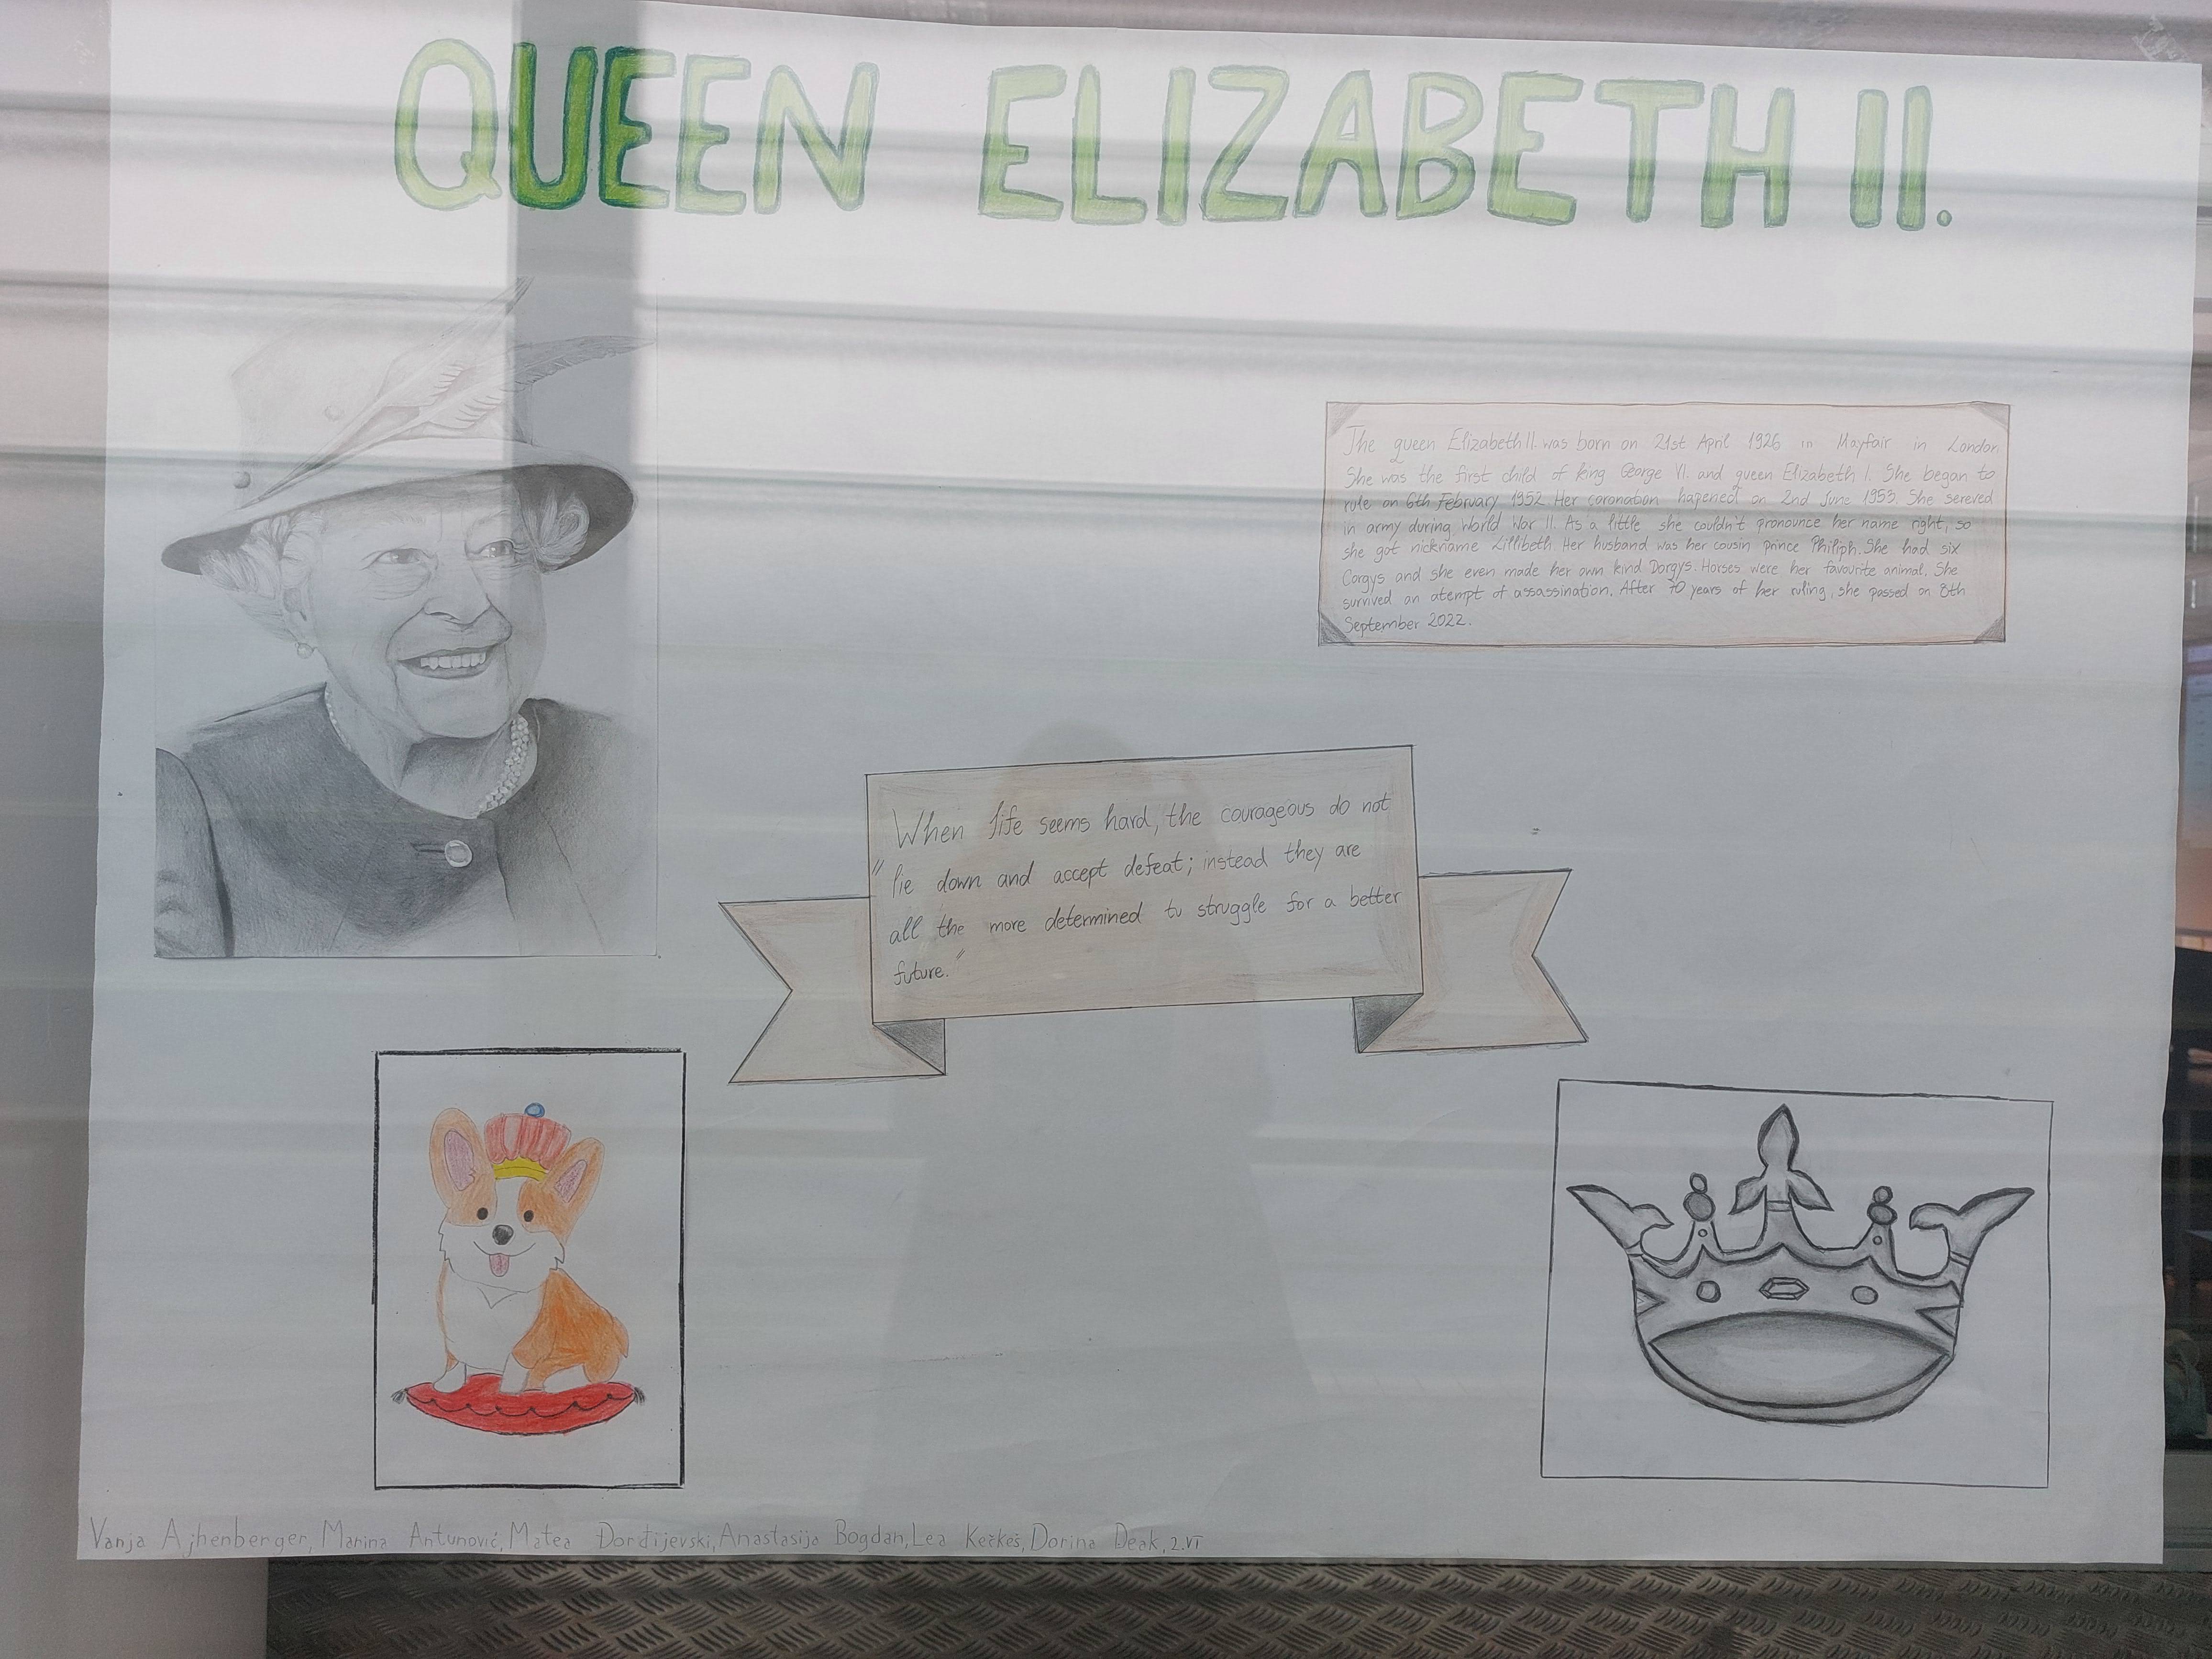 QUEEN ELIZABETH II.
The queen Elizabeth II. was born on 21st April 1926 in Mayfair in London.
She was the first child of king George VI. and queen Elizabeth I. She began to
rule on 6th February 1952. Her coronation hapened on 2nd June 1953. She sereved
in army during World War II. As a little she couldn't pronounce her name right, so
she got nickname Lillibeth. Her husband was her cousin prince Philiph. She had six
Corgys and she even made her own kind Dorgys. Horses were her favourite animal. She
survived an atempt of assassination. After 70 years of her ruling, she passed on 8th
September 2022.
When life seems hard, the courageous do not
"lie down and accept defeat; instead they are
all the more determined to struggle for a better
future."
Vanja Ajhenberger, Marina Antunović, Matea Đorđijevski, Anastasija Bogdan, Lea Kečkeš, Dorina Deak, 2.VI